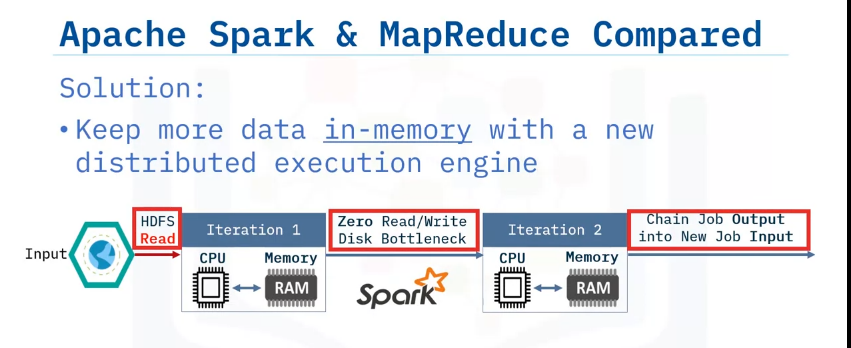 Apache Spark & MapReduce Compared
Solution:
• Keep more data in-memory with a new
distributed execution engine
Input
HDFS
Read
Iteration 1
CPU Memory
RAM
Zero Read/Write
Disk Bottleneck
Spark
Iteration 2
CPU Memory
RAM
Chain Job Output
into New Job Input